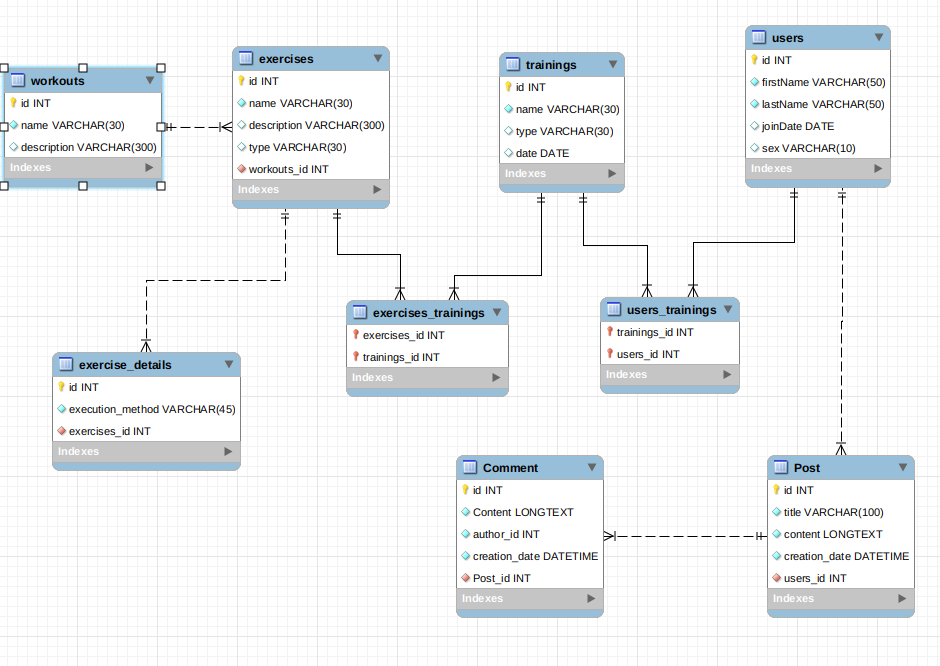 workouts
id INT
name VARCHAR(30)
description VARCHAR(300)
Indexes
exercises
id INT
name VARCHAR(30)
description VARCHAR(300)
type VARCHAR(30)
workouts_id INT
Indexes
trainings
id INT
name VARCHAR(30)
type VARCHAR(30)
date DATE
Indexes
users
id INT
firstName VARCHAR(50)
lastName VARCHAR(50)
joinDate DATE
sex VARCHAR(10)
Indexes
exercise_details
id INT
execution_method VARCHAR(45)
exercises_id INT
Indexes
exercises_trainings
exercises_id INT
trainings_id INT
Indexes
users_trainings
trainings_id INT
users_id INT
Indexes
Comment
id INT
Content LONGTEXT
author_id INT
creation_date DATETIME
Post_id INT
Indexes
Post
id INT
title VARCHAR(100)
content LONGTEXT
creation_date DATETIME
users_id INT
Indexes